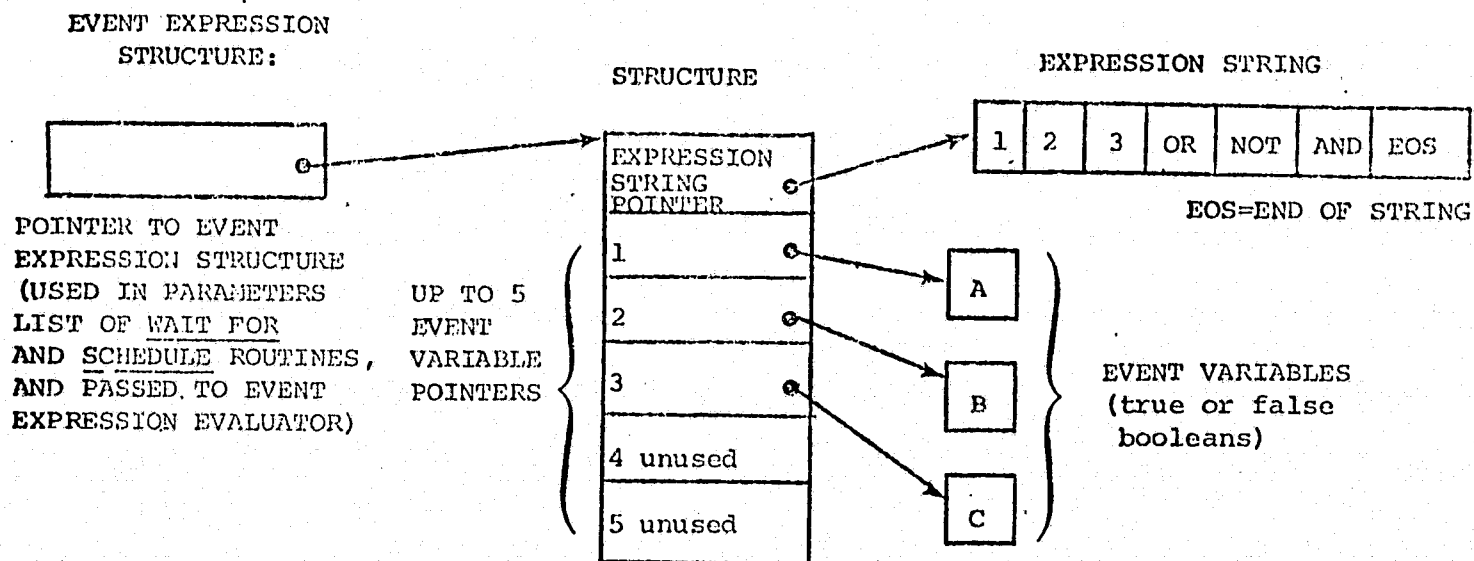 EVENT EXPRESSION
STRUCTURE:
POINTER TO EVENT
EXPRESSION STRUCTURE
(USED IN PARAMETERS
LIST OF WAIT FOR
AND SCHEDULE ROUTINES,
AND PASSED TO EVENT
EXPRESSION EVALUATOR)
UP TO 5
EVENT
VARIABLE
POINTERS
STRUCTURE
EXPRESSION
STRING
POINTER
1
2
3
4 unused
5 unused
EXPRESSION STRING
1 2 3 OR NOT AND EOS
EOS=END OF STRING
A
B
C
EVENT VARIABLES
(true or false
booleans)